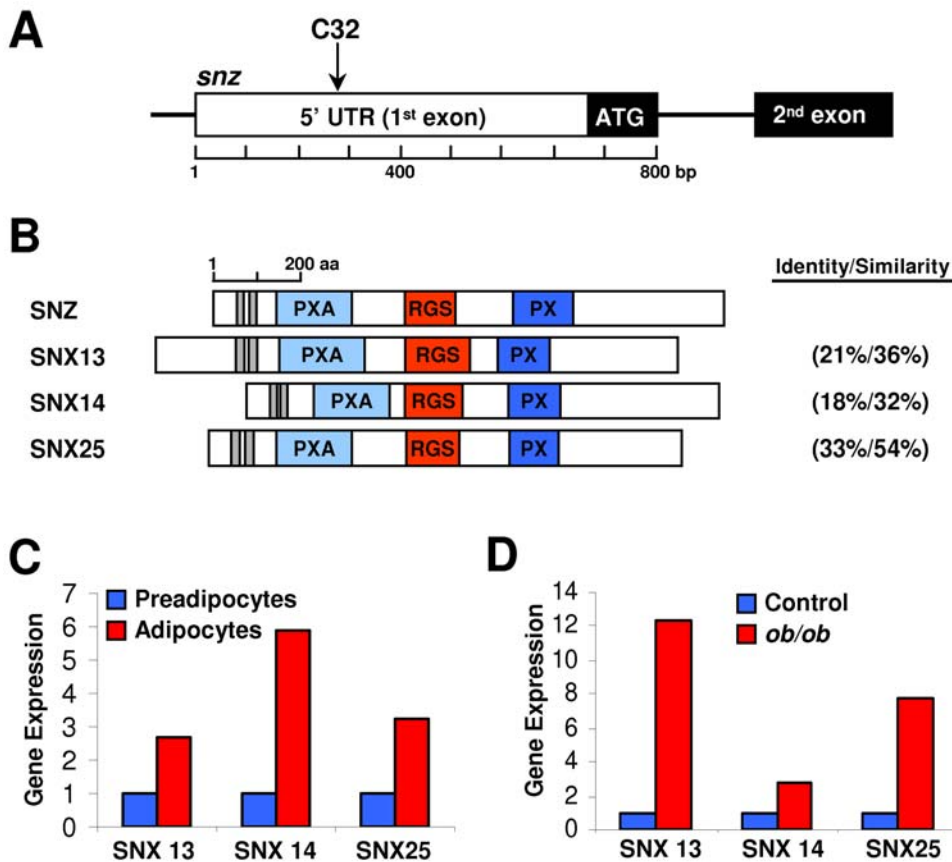 A
C32
snz
5' UTR (1st exon)
ATG
2nd exon
1
400
800 bp
B
1
200 aa
Identity/Similarity
SNZ
PXA
RGS
PX
SNX13
PXA
RGS
PX
(21%/36%)
SNX14
PXA
RGS
PX
(18%/32%)
SNX25
PXA
RGS
PX
(33%/54%)
C
Gene Expression
7
6
5
4
3
2
1
0
Preadipocytes
Adipocytes
SNX 13
SNX 14
SNX25
D
Gene Expression
14
12
10
8
6
4
2
0
Control
ob/ob
SNX 13
SNX 14
SNX25